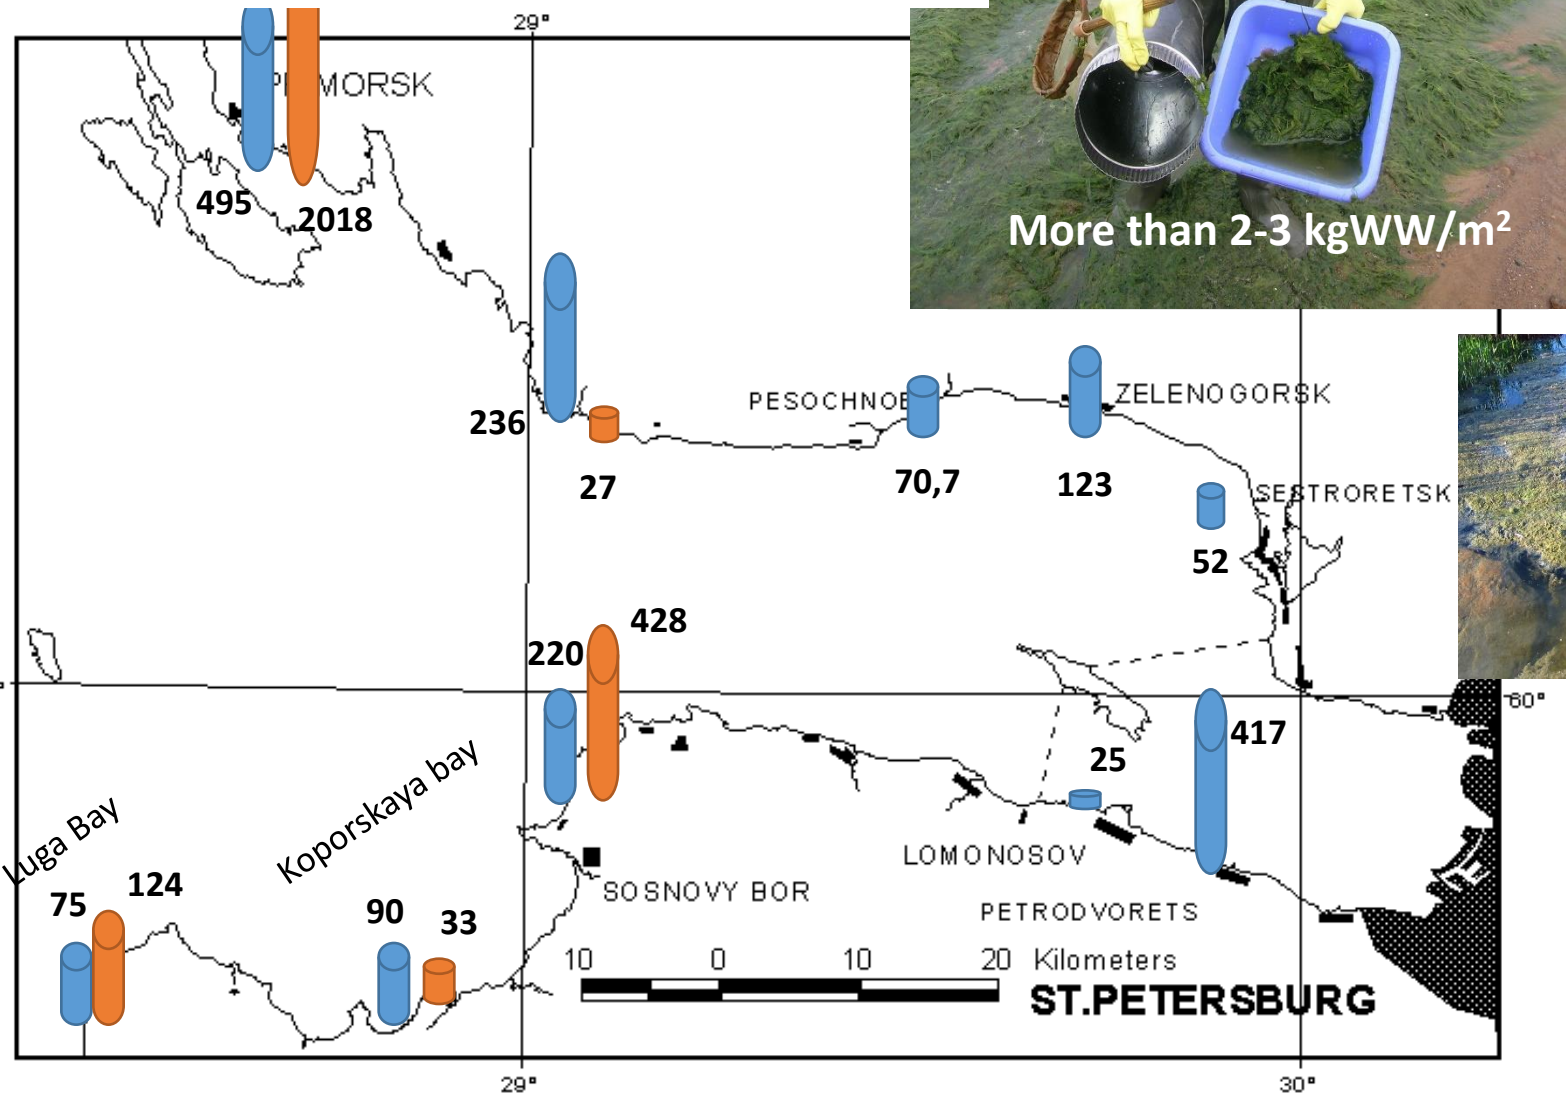 29°
PRIMORSK
495
2018
More than 2-3 kgWW/m²
236
27
PESOCHNOE
70,7
ZELENOGORSK
123
SESTRORETSK
52
428
220
60°
417
25
Koporskaya bay
Luga Bay
LOMONOSOV
SOSNOVY BOR
PETRODVORETS
75
124
90
33
10 0 10 20 Kilometers
ST.PETERSBURG
29°
30°